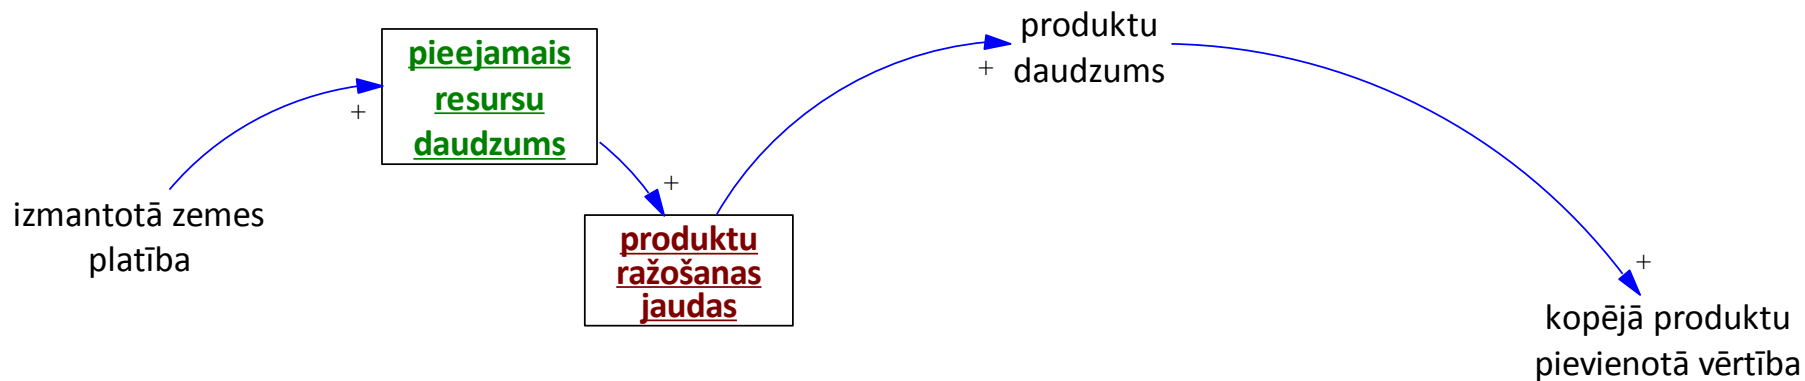 izmantotā zemes
platība
+
pieejamais
resursu
daudzums
+
produktu
ražošanas
jaudas
+
produktu
daudzums
+
kopējā produktu
pievienotā vērtība